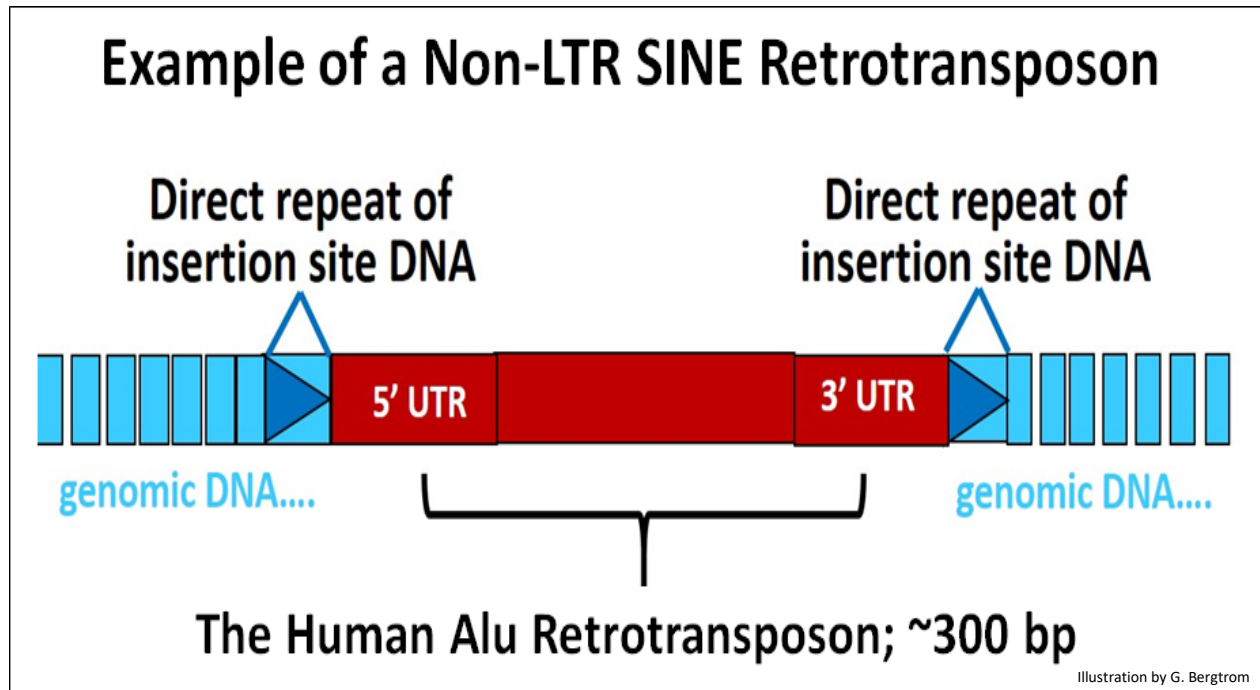 Example of a Non-LTR SINE Retrotransposon
Direct repeat of
insertion site DNA
Direct repeat of
insertion site DNA
5’ UTR
3’ UTR
genomic DNA....
genomic DNA....
The Human Alu Retrotransposon; ~300 bp
Illustration by G. Bergtrom